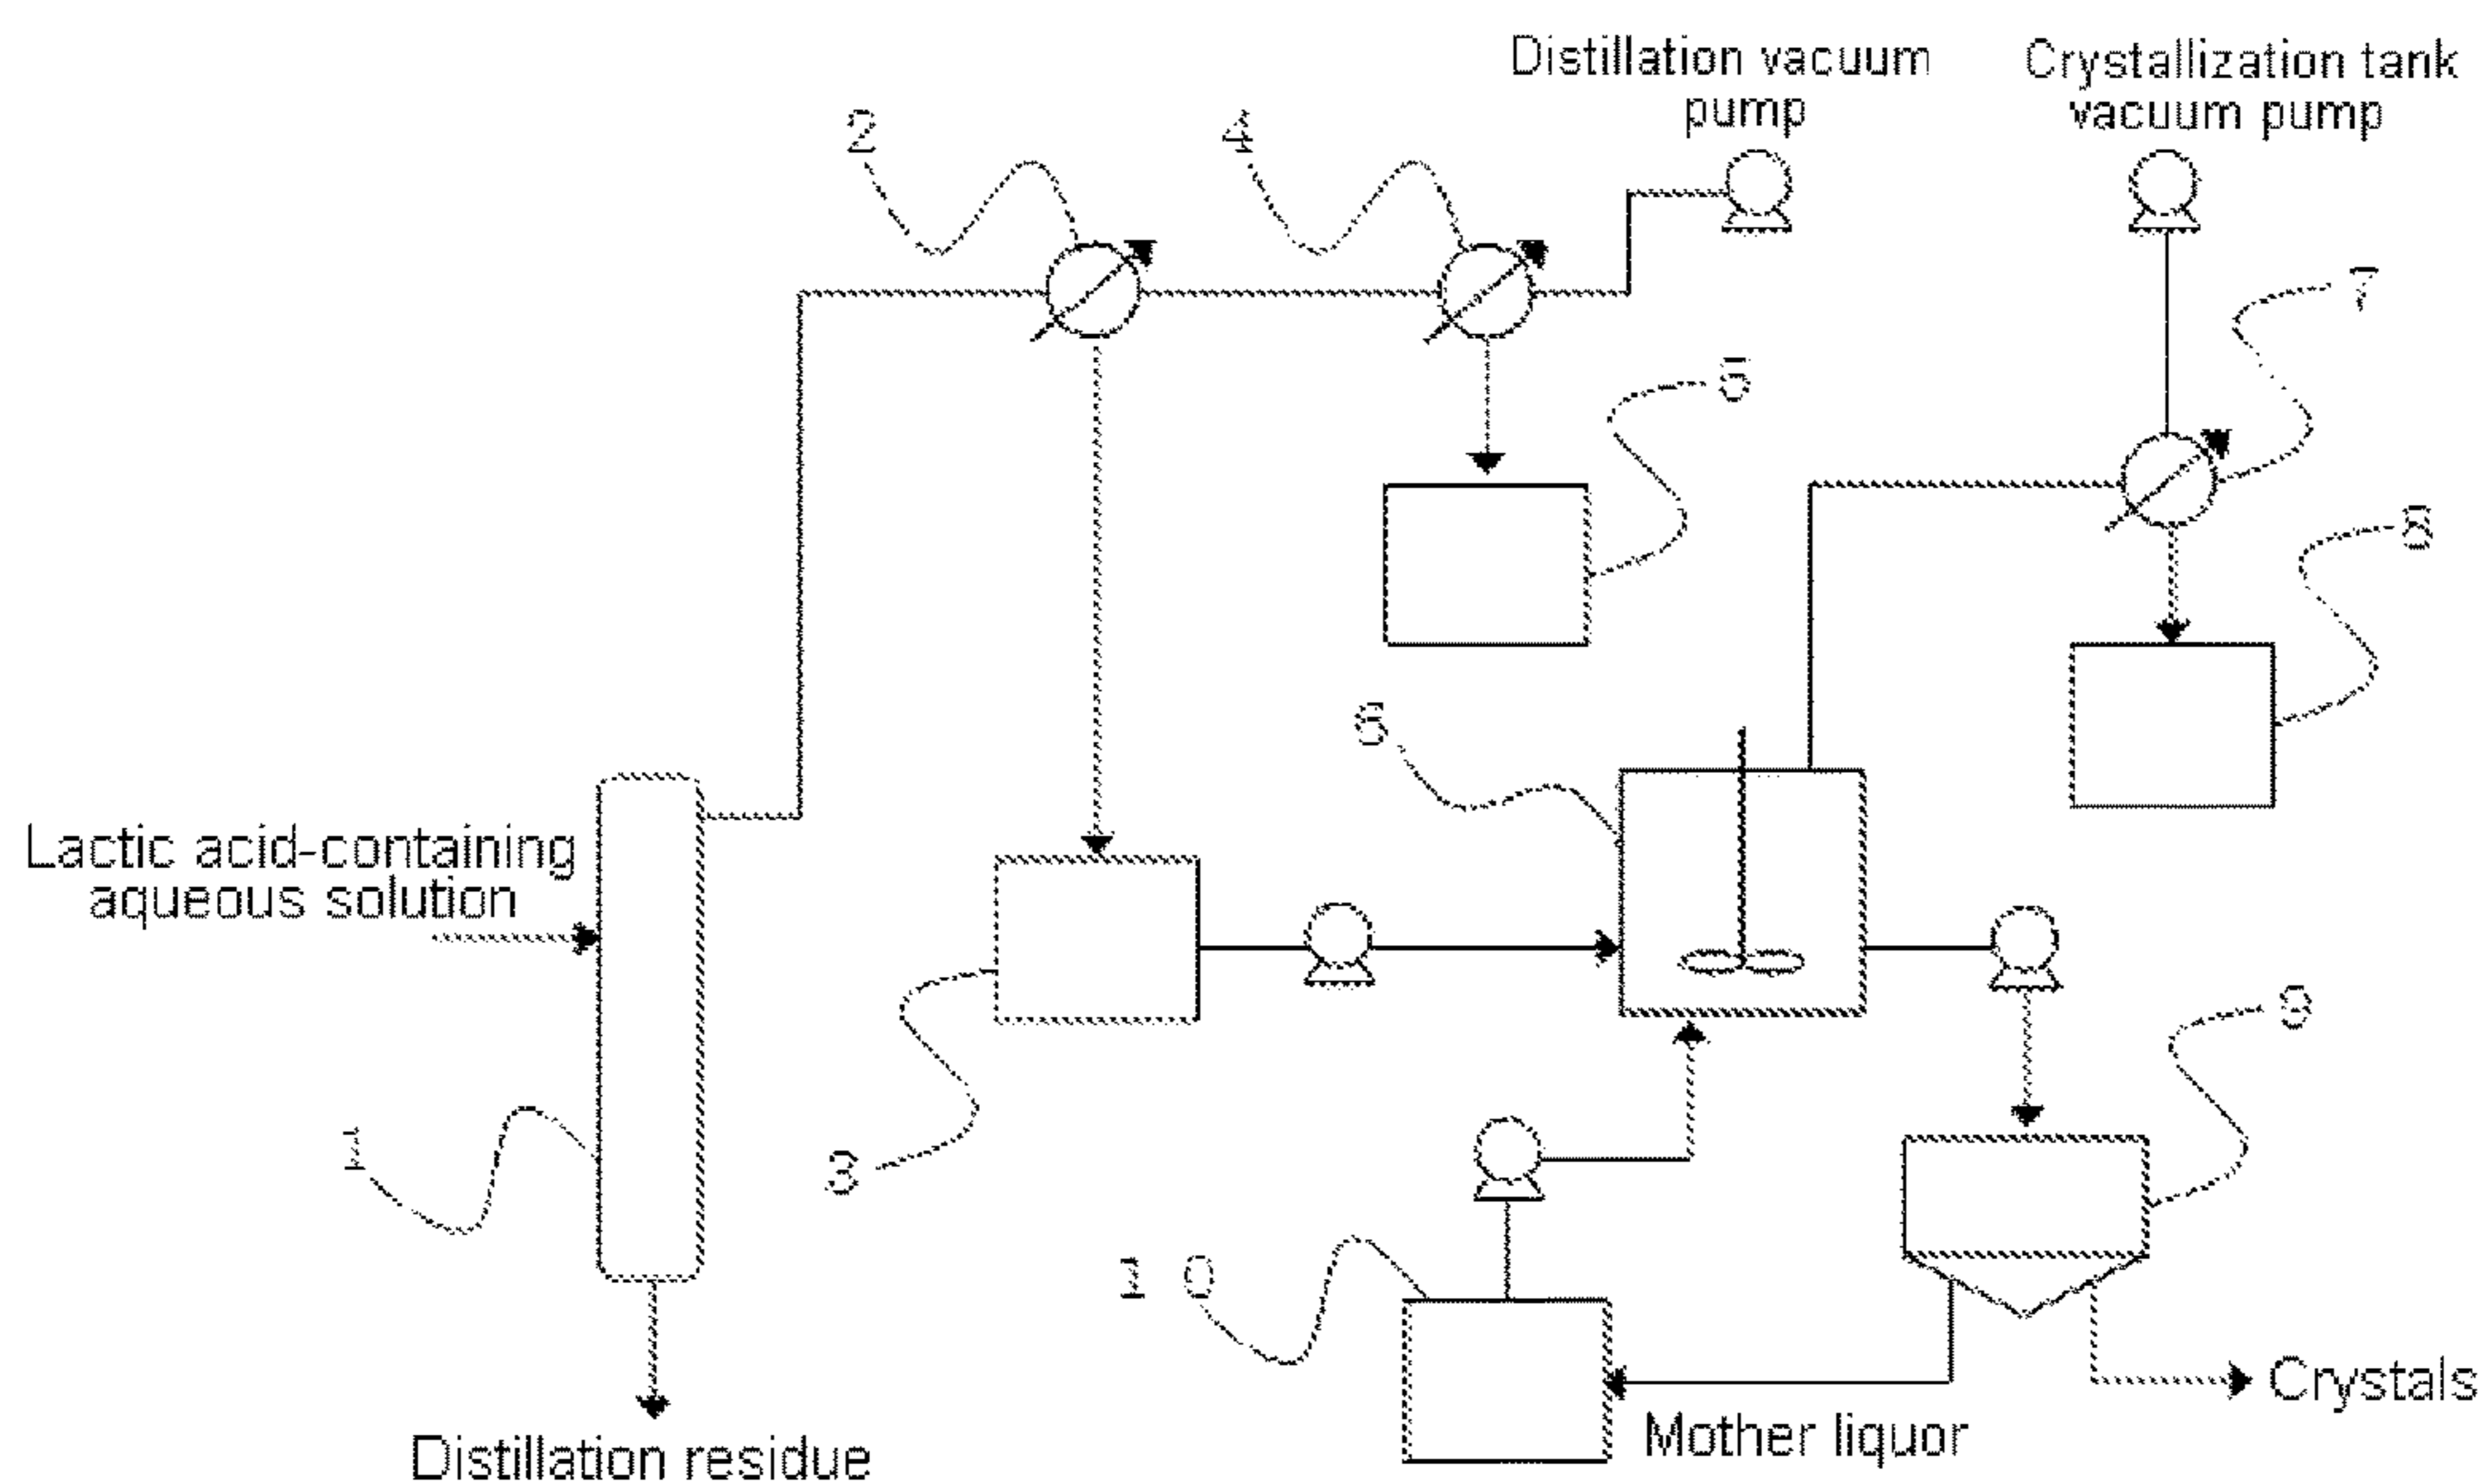 Distillation vacuum
pump
Crystallization tank
vacuum pump
2
4
7
5
8
6
Lactic acid-containing
aqueous solution
9
1
3
10
Crystals
Mother liquor
Distillation residue